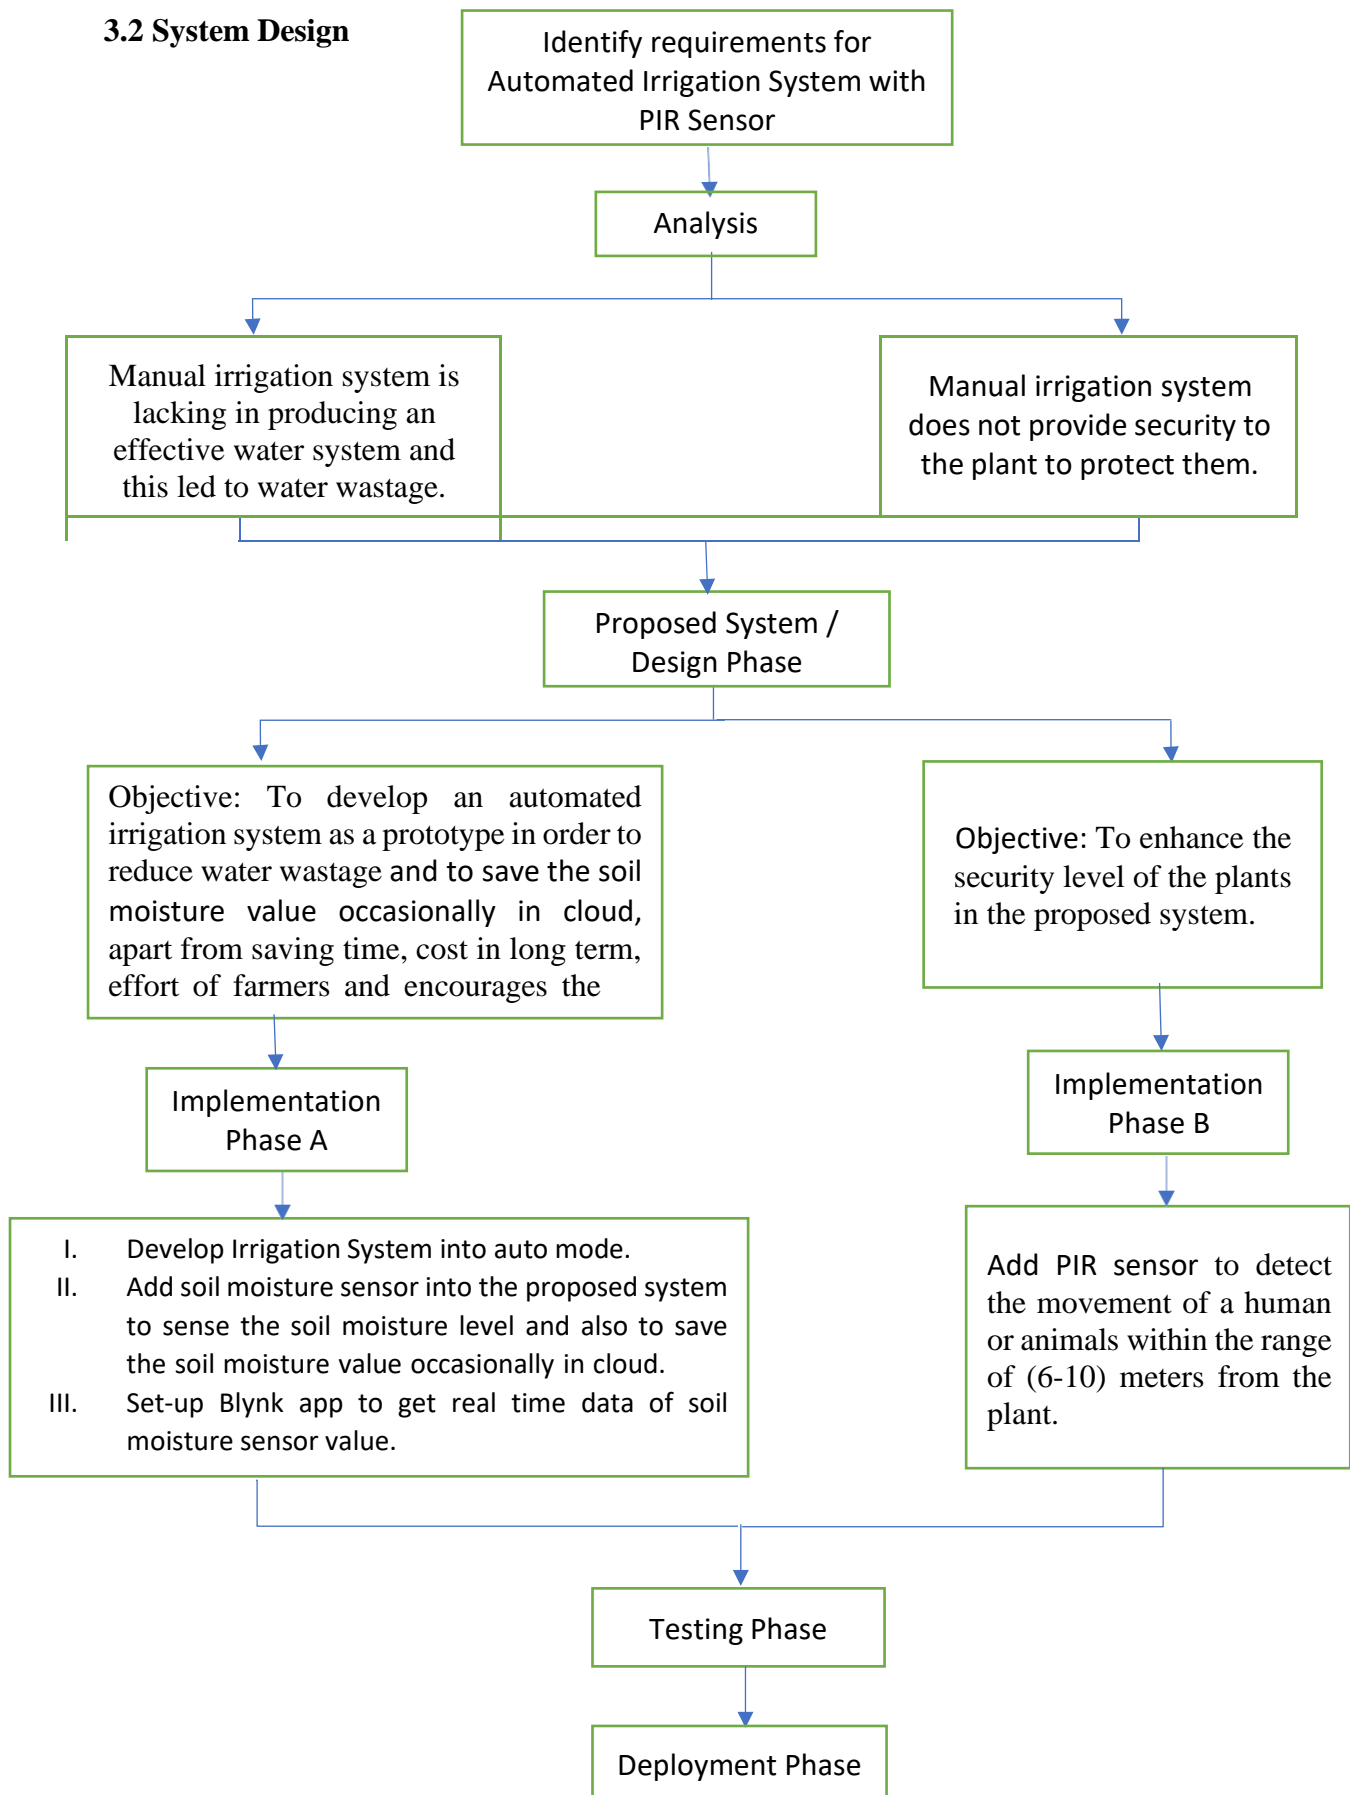 3.2 System Design
Identify requirements for
Automated Irrigation System with
PIR Sensor
Analysis
Manual irrigation system is
lacking in producing an
effective water system and
this led to water wastage.
Manual irrigation system
does not provide security to
the plant to protect them.
Proposed System /
Design Phase
Objective: To develop an automated
irrigation system as a prototype in order to
reduce water wastage and to save the soil
moisture value occasionally in cloud,
apart from saving time, cost in long term,
effort of farmers and encourages the
Objective: To enhance the
security level of the plants
in the proposed system.
Implementation
Phase A
Implementation
Phase B
I. Develop Irrigation System into auto mode.
II. Add soil moisture sensor into the proposed system
to sense the soil moisture level and also to save
the soil moisture value occasionally in cloud.
III. Set-up Blynk app to get real time data of soil
moisture sensor value.
Add PIR sensor to detect
the movement of a human
or animals within the range
of (6-10) meters from the
plant.
Testing Phase
Deployment Phase